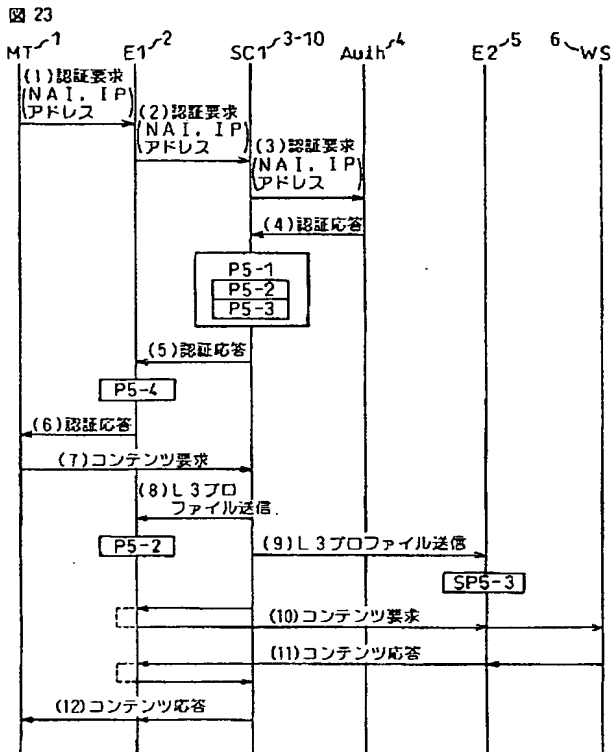 図 23
MT 1 E1 2 SC1 3-10 Auih 4 E2 5 6 WS
(1)認証要求
(NAI, IP
アドレス)
(2)認証要求
(NAI, IP
アドレス)
(3)認証要求
(NAI, IP
アドレス)
(4)認証応答
P5-1
P5-2
P5-3
(5)認証応答
P5-4
(6)認証応答
(7)コンテンツ要求
(8)L3プロ
ファイル送信
P5-2
(9)L3プロファイル送信
SP5-3
(10)コンテンツ要求
(11)コンテンツ応答
(12)コンテンツ応答